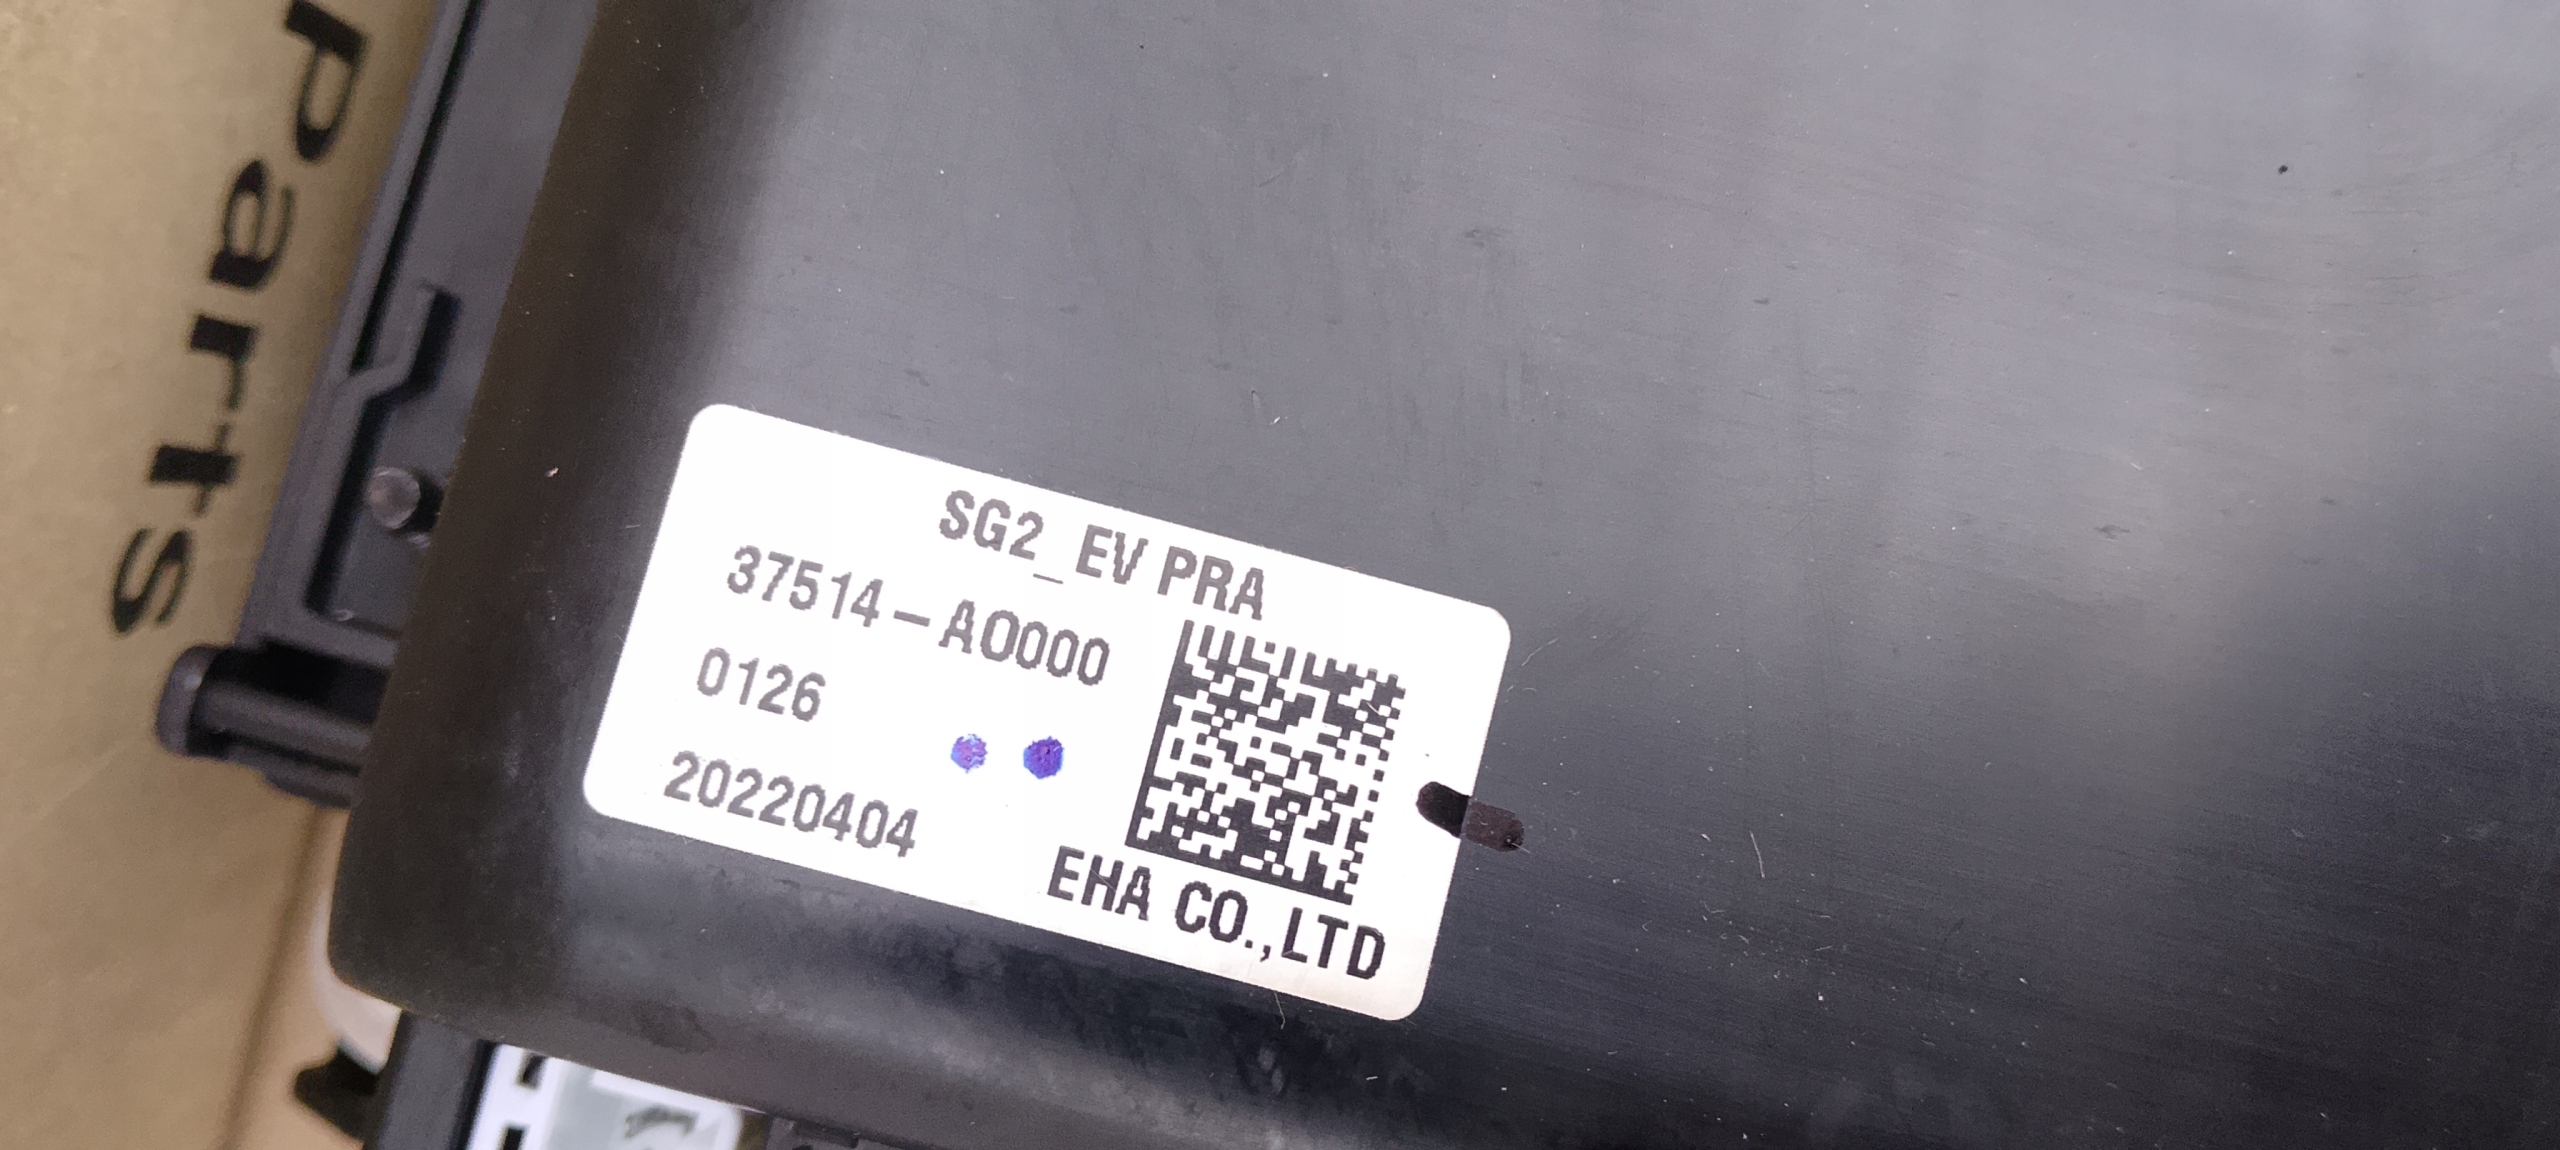 Parts
SG2_EV PRA
37514-A0000
0126
20220404
EHA CO.,LTD